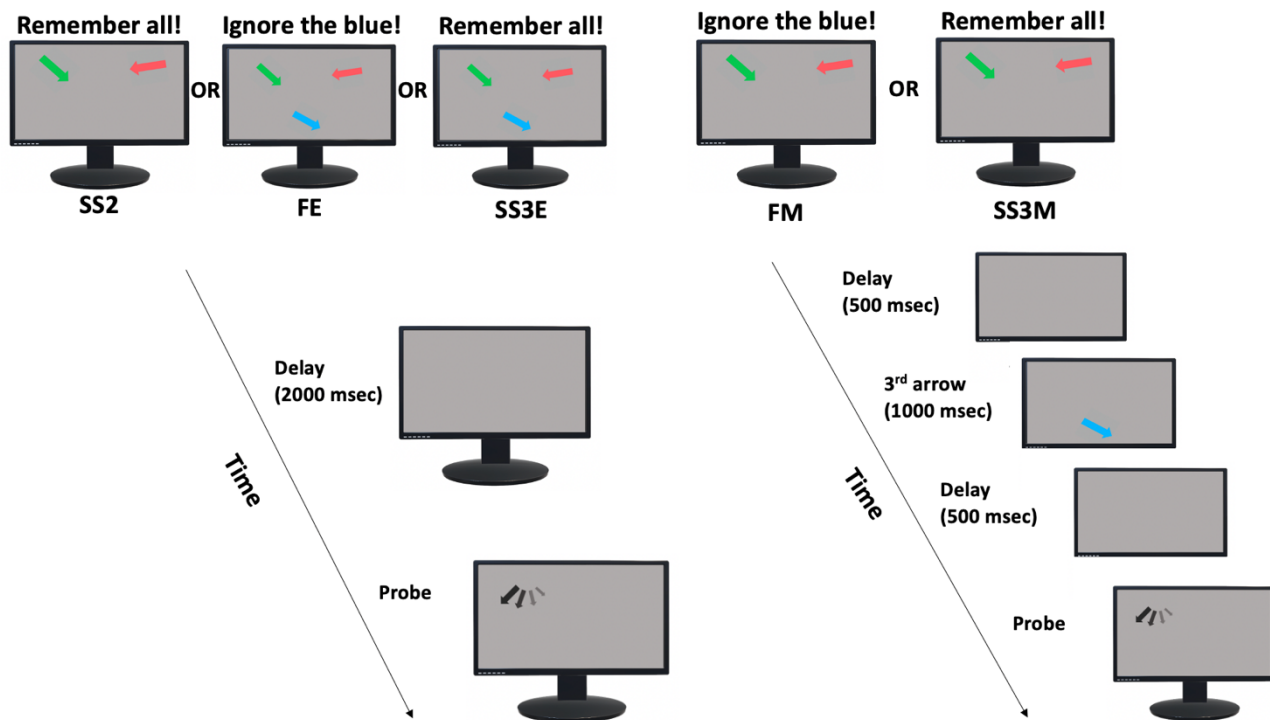 Remember all!
Ignore the blue!
Remember all!
Ignore the blue!
Remember all!
OR
OR
OR
SS2
FE
SS3E
FM
SS3M
Delay
(2000 msec)
Time
Probe
Delay
(500 msec)
3rd arrow
(1000 msec)
Time
Delay
(500 msec)
Probe